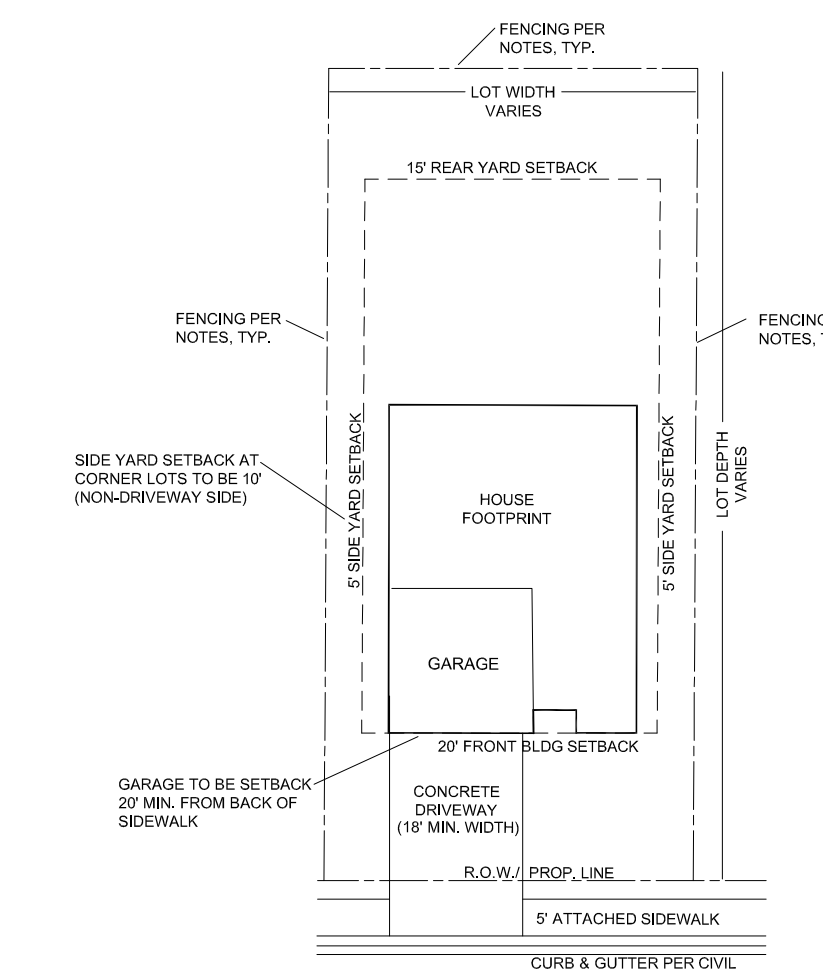 FENCING PER
NOTES, TYP.
LOT WIDTH
VARIES
15' REAR YARD SETBACK
FENCING PER
NOTES, TYP.
FENCING
NOTES,
5' SIDE YARD SETBACK
5' SIDE YARD SETBACK
LOT DEPTH
VARIES
SIDE YARD SETBACK AT
CORNER LOTS TO BE 10'
(NON-DRIVEWAY SIDE)
HOUSE
FOOTPRINT
GARAGE
20' FRONT BLDG SETBACK
GARAGE TO BE SETBACK
20' MIN. FROM BACK OF
SIDEWALK
CONCRETE
DRIVEWAY
(18' MIN. WIDTH)
R.O.W./ PROP. LINE
5' ATTACHED SIDEWALK
CURB & GUTTER PER CIVIL